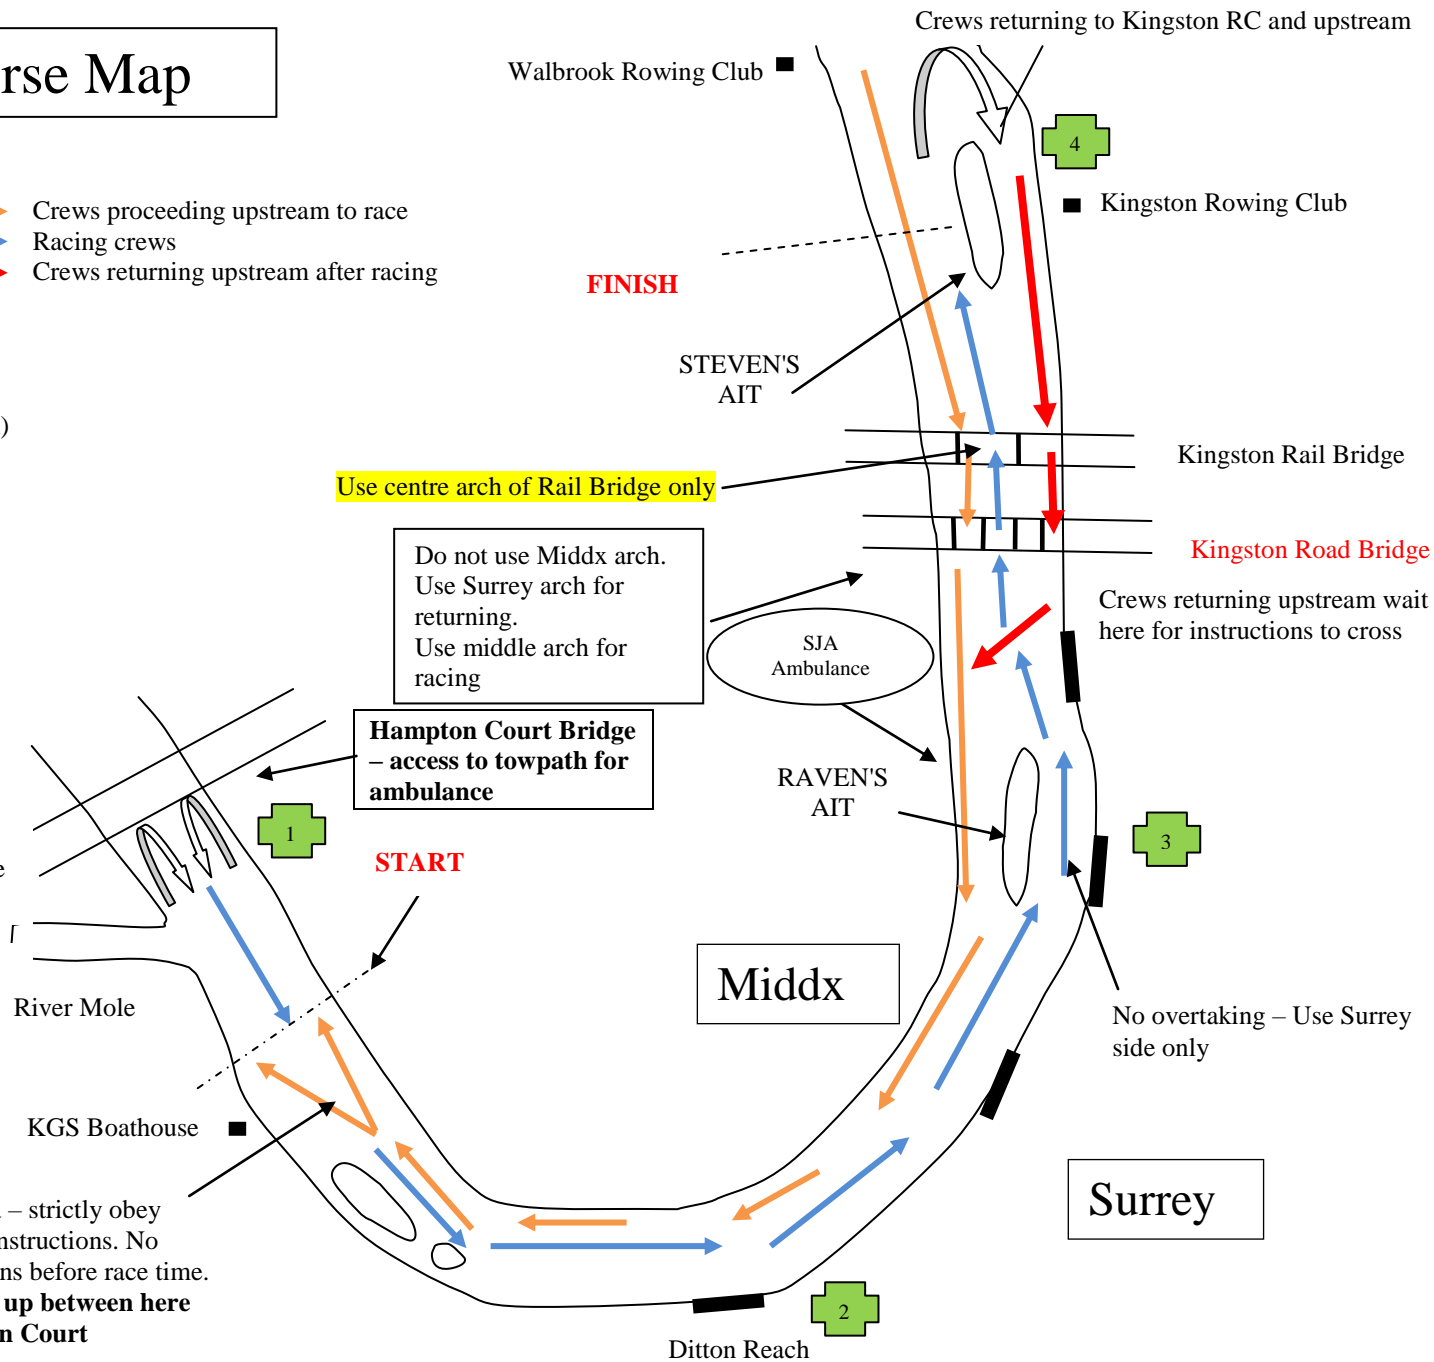 Crews returning to Kingston RC and upstream
rse Map
Walbrook Rowing Club
4
Kingston Rowing Club
Crews proceeding upstream to race
Racing crews
Crews returning upstream after racing
FINISH
STEVEN'S
AIT
)
Kingston Rail Bridge
Use centre arch of Rail Bridge only
Do not use Middx arch.
Use Surrey arch for
returning.
Use middle arch for
racing
Kingston Road Bridge
Crews returning upstream wait
here for instructions to cross
SJA
Ambulance
Hampton Court Bridge
– access to towpath for
ambulance
RAVEN'S
AIT
1
3
START
e
River Mole
Middx
No overtaking – Use Surrey
side only
KGS Boathouse
Surrey
– strictly obey
nstructions. No
ns before race time.
up between here
n Court
2
Ditton Reach